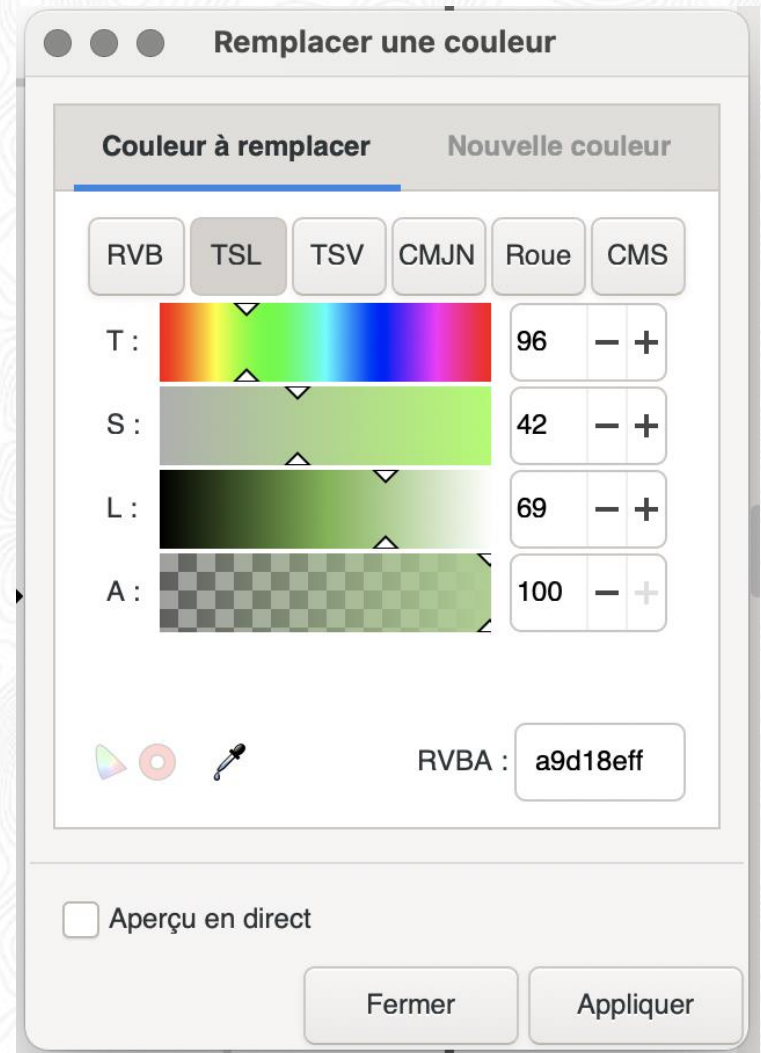 Remplacer une couleur
Couleur à remplacer Nouvelle couleur
RVB TSL TSV CMJN Roue CMS
T : 96 − +
S : 42 − +
L : 69 − +
A : 100 − +
RVBA : a9d18eff
Aperçu en direct
Fermer Appliquer